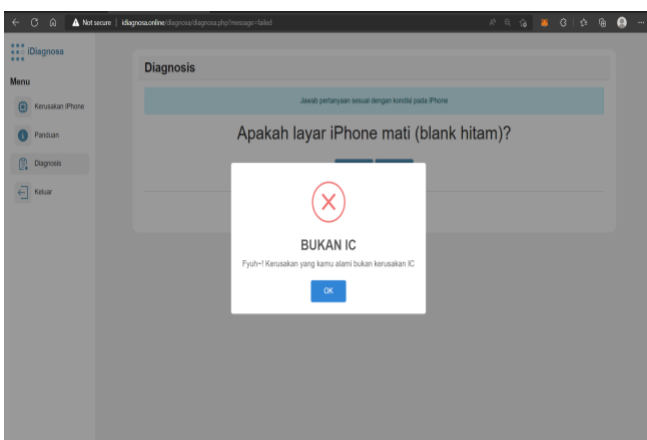 Not secure | idiagnosa.online/diagnosa/diagnosa.php?message=failed
iDiagnosa
Menu
Kerusakan iPhone
Panduan
Diagnosis
Keluar
Diagnosis
Jawab pertanyaan sesuai dengan kondisi pada iPhone
Apakah layar iPhone mati (blank hitam)?
BUKAN IC
Fyuh~! Kerusakan yang kamu alami bukan kerusakan IC
OK